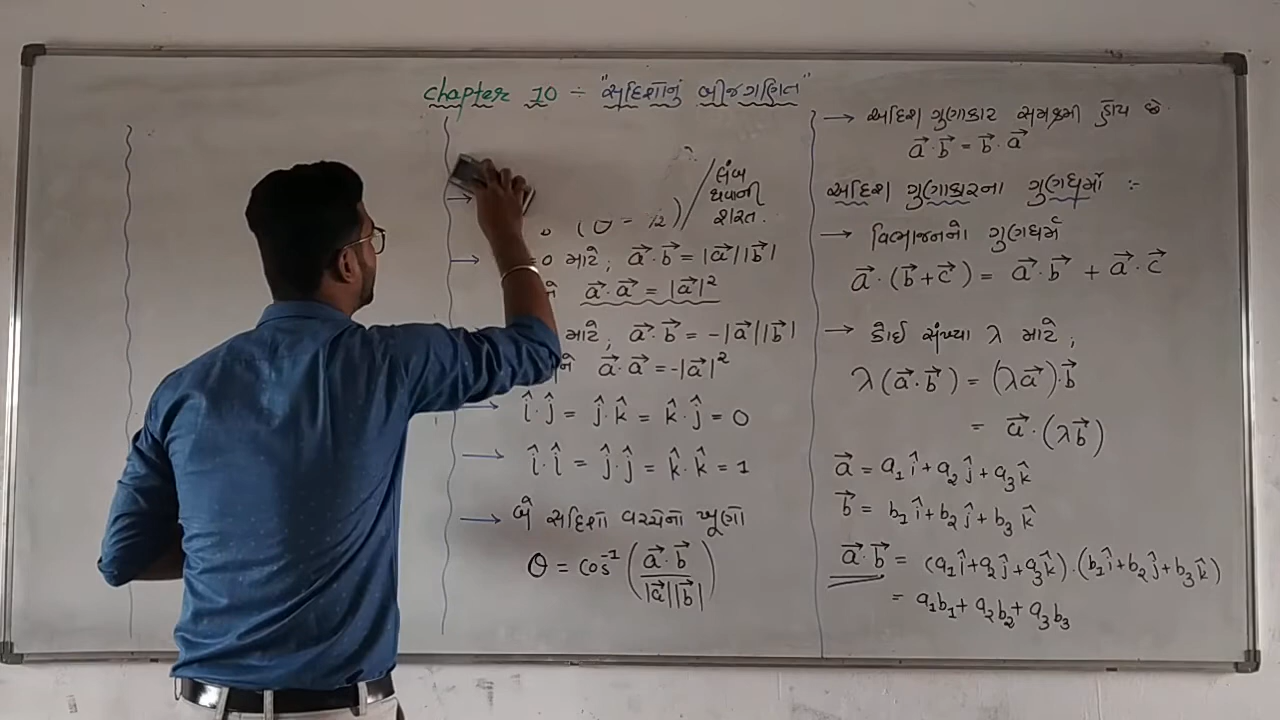 chapter 10 ÷ "સદિશોનું બીજગણિત"
(θ = π/2) / લંબ
થવાની
શરત.
=0 માટે, a⃗·b⃗ = |a⃗||b⃗|
a⃗·a⃗ = |a⃗|²
માટે, a⃗·b⃗ = -|a⃗||b⃗|
અને a⃗·a⃗ = -|a⃗|²
→ î·ĵ = ĵ·k̂ = k̂·ĵ = 0
→ î·î = ĵ·ĵ = k̂·k̂ = 1
→ બે સદિશો વચ્ચેનો ખૂણો
θ = cos⁻¹ (a⃗·b⃗ / |a⃗||b⃗|)
→ અદિશ ગુણાકાર સમક્રમી હોય છે.
a⃗·b⃗ = b⃗·a⃗
અદિશ ગુણાકારના ગુણધર્મો :-
→ વિભાજનનો ગુણધર્મ
a⃗·(b⃗+c⃗) = a⃗·b⃗ + a⃗·c⃗
→ કોઈ સંખ્યા λ માટે,
λ(a⃗·b⃗) = (λa⃗)·b⃗
= a⃗·(λb⃗)
a⃗ = a₁î+a₂ĵ+a₃k̂
b⃗ = b₁î+b₂ĵ+b₃k̂
a⃗·b⃗ = (a₁î+a₂ĵ+a₃k̂)·(b₁î+b₂ĵ+b₃k̂)
= a₁b₁+a₂b₂+a₃b₃